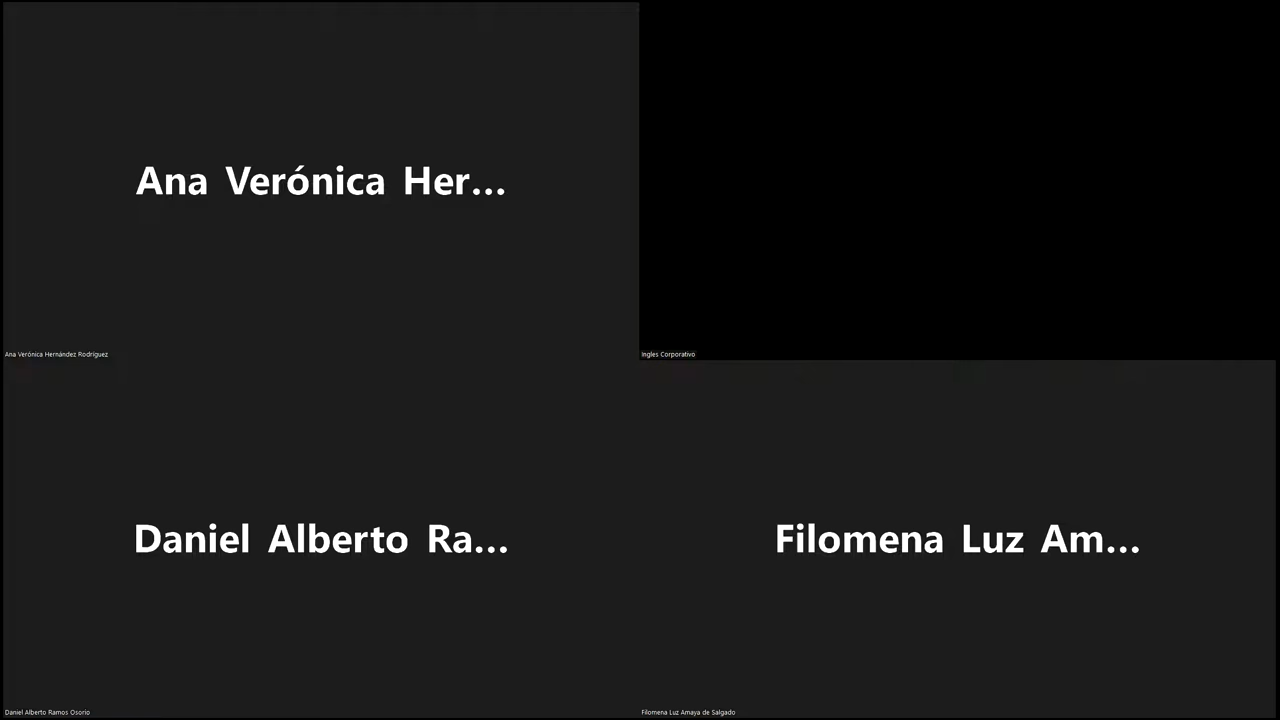 Ana Verónica Her...
Ana Verónica Hernández Rodríguez
Ingles Corporativo
Daniel Alberto Ra...
Daniel Alberto Ramos Osorio
Filomena Luz Am...
Filomena Luz Amaya de Salgado